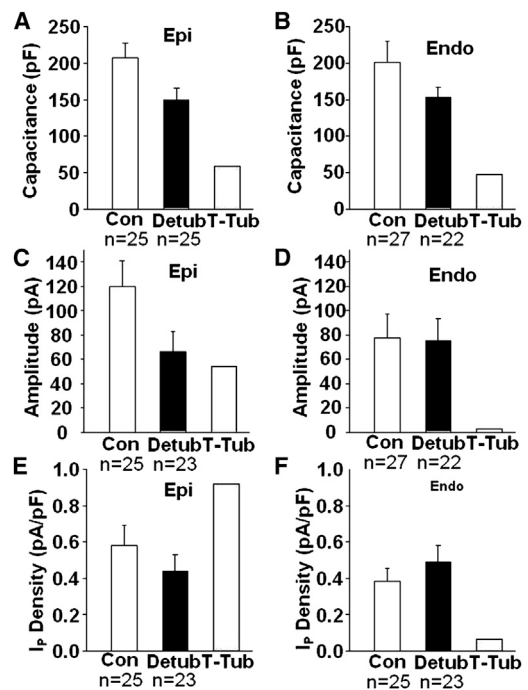 A
Epi
Capacitance (pF)
250
200
150
100
50
0
Con Detub T-Tub
n=25 n=25
B
Endo
Capacitance (pF)
250
200
150
100
50
0
Con Detub T-Tub
n=27 n=22
C
Epi
Amplitude (pA)
140
120
100
80
60
40
20
0
Con Detub T-Tub
n=25 n=23
D
Endo
Amplitude (pA)
140
120
100
80
60
40
20
0
Con Detub T-Tub
n=27 n=22
E
Epi
IP Density (pA/pF)
1.0
0.8
0.6
0.4
0.2
0.0
Con Detub T-Tub
n=25 n=23
F
Endo
IP Density (pA/pF)
1.0
0.8
0.6
0.4
0.2
0.0
Con Detub T-Tub
n=25 n=23